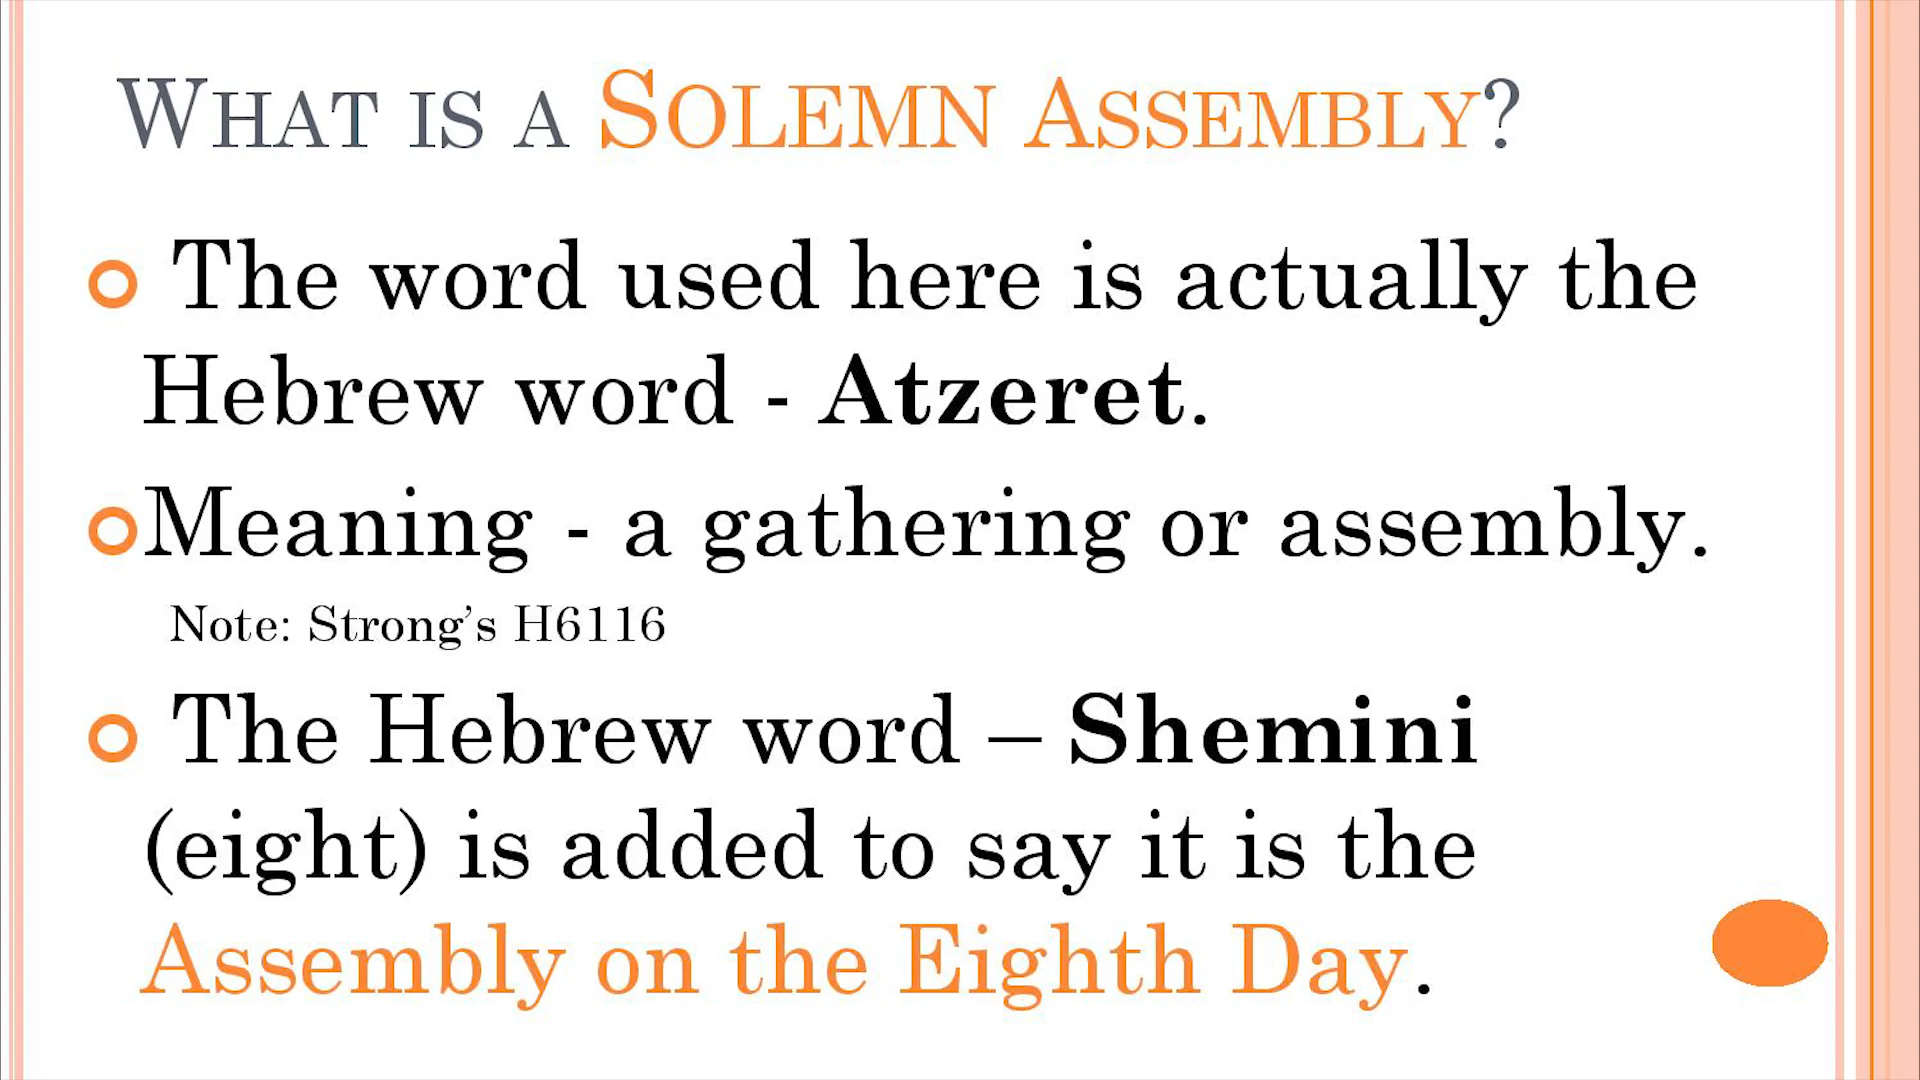 What is a Solemn Assembly?
The word used here is actually the
Hebrew word - Atzeret.
Meaning - a gathering or assembly.
Note: Strong’s H6116
The Hebrew word – Shemini
(eight) is added to say it is the
Assembly on the Eighth Day.